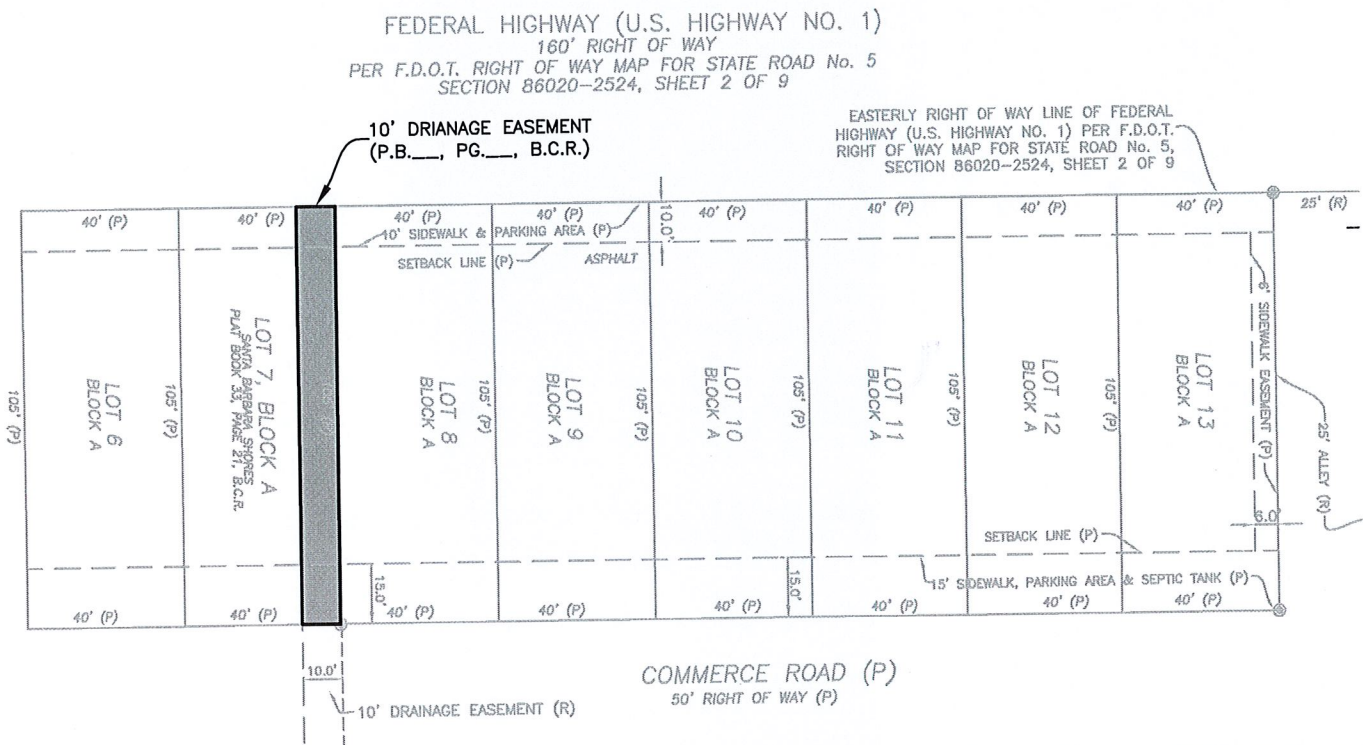 FEDERAL HIGHWAY (U.S. HIGHWAY NO. 1)
160' RIGHT OF WAY
PER F.D.O.T. RIGHT OF WAY MAP FOR STATE ROAD No. 5
SECTION 86020-2524, SHEET 2 OF 9
10' DRIANAGE EASEMENT
(P.B.__, PG.__, B.C.R.)
EASTERLY RIGHT OF WAY LINE OF FEDERAL
HIGHWAY (U.S. HIGHWAY NO. 1) PER F.D.O.T.
RIGHT OF WAY MAP FOR STATE ROAD No. 5,
SECTION 86020-2524, SHEET 2 OF 9
40' (P)
40' (P)
40' (P)
40' (P)
40' (P)
40' (P)
40' (P)
40' (P)
25' (R)
10' SIDEWALK & PARKING AREA (P)
10.0'
SETBACK LINE (P)
ASPHALT
105' (P)
LOT 6
BLOCK A
105' (P)
LOT 7, BLOCK A
SANTA BARBARA SHORES
PLAT BOOK 33, PAGE 21, B.C.R.
LOT 8
BLOCK A
105' (P)
LOT 9
BLOCK A
105' (P)
LOT 10
BLOCK A
105' (P)
LOT 11
BLOCK A
105' (P)
LOT 12
BLOCK A
105' (P)
LOT 13
BLOCK A
6' SIDEWALK EASEMENT (P)
25' ALLEY (R)
6.0'
SETBACK LINE (P)
15' SIDEWALK, PARKING AREA & SEPTIC TANK (P)
15.0'
15.0'
40' (P)
40' (P)
40' (P)
40' (P)
40' (P)
40' (P)
40' (P)
40' (P)
10.0'
10' DRAINAGE EASEMENT (R)
COMMERCE ROAD (P)
50' RIGHT OF WAY (P)